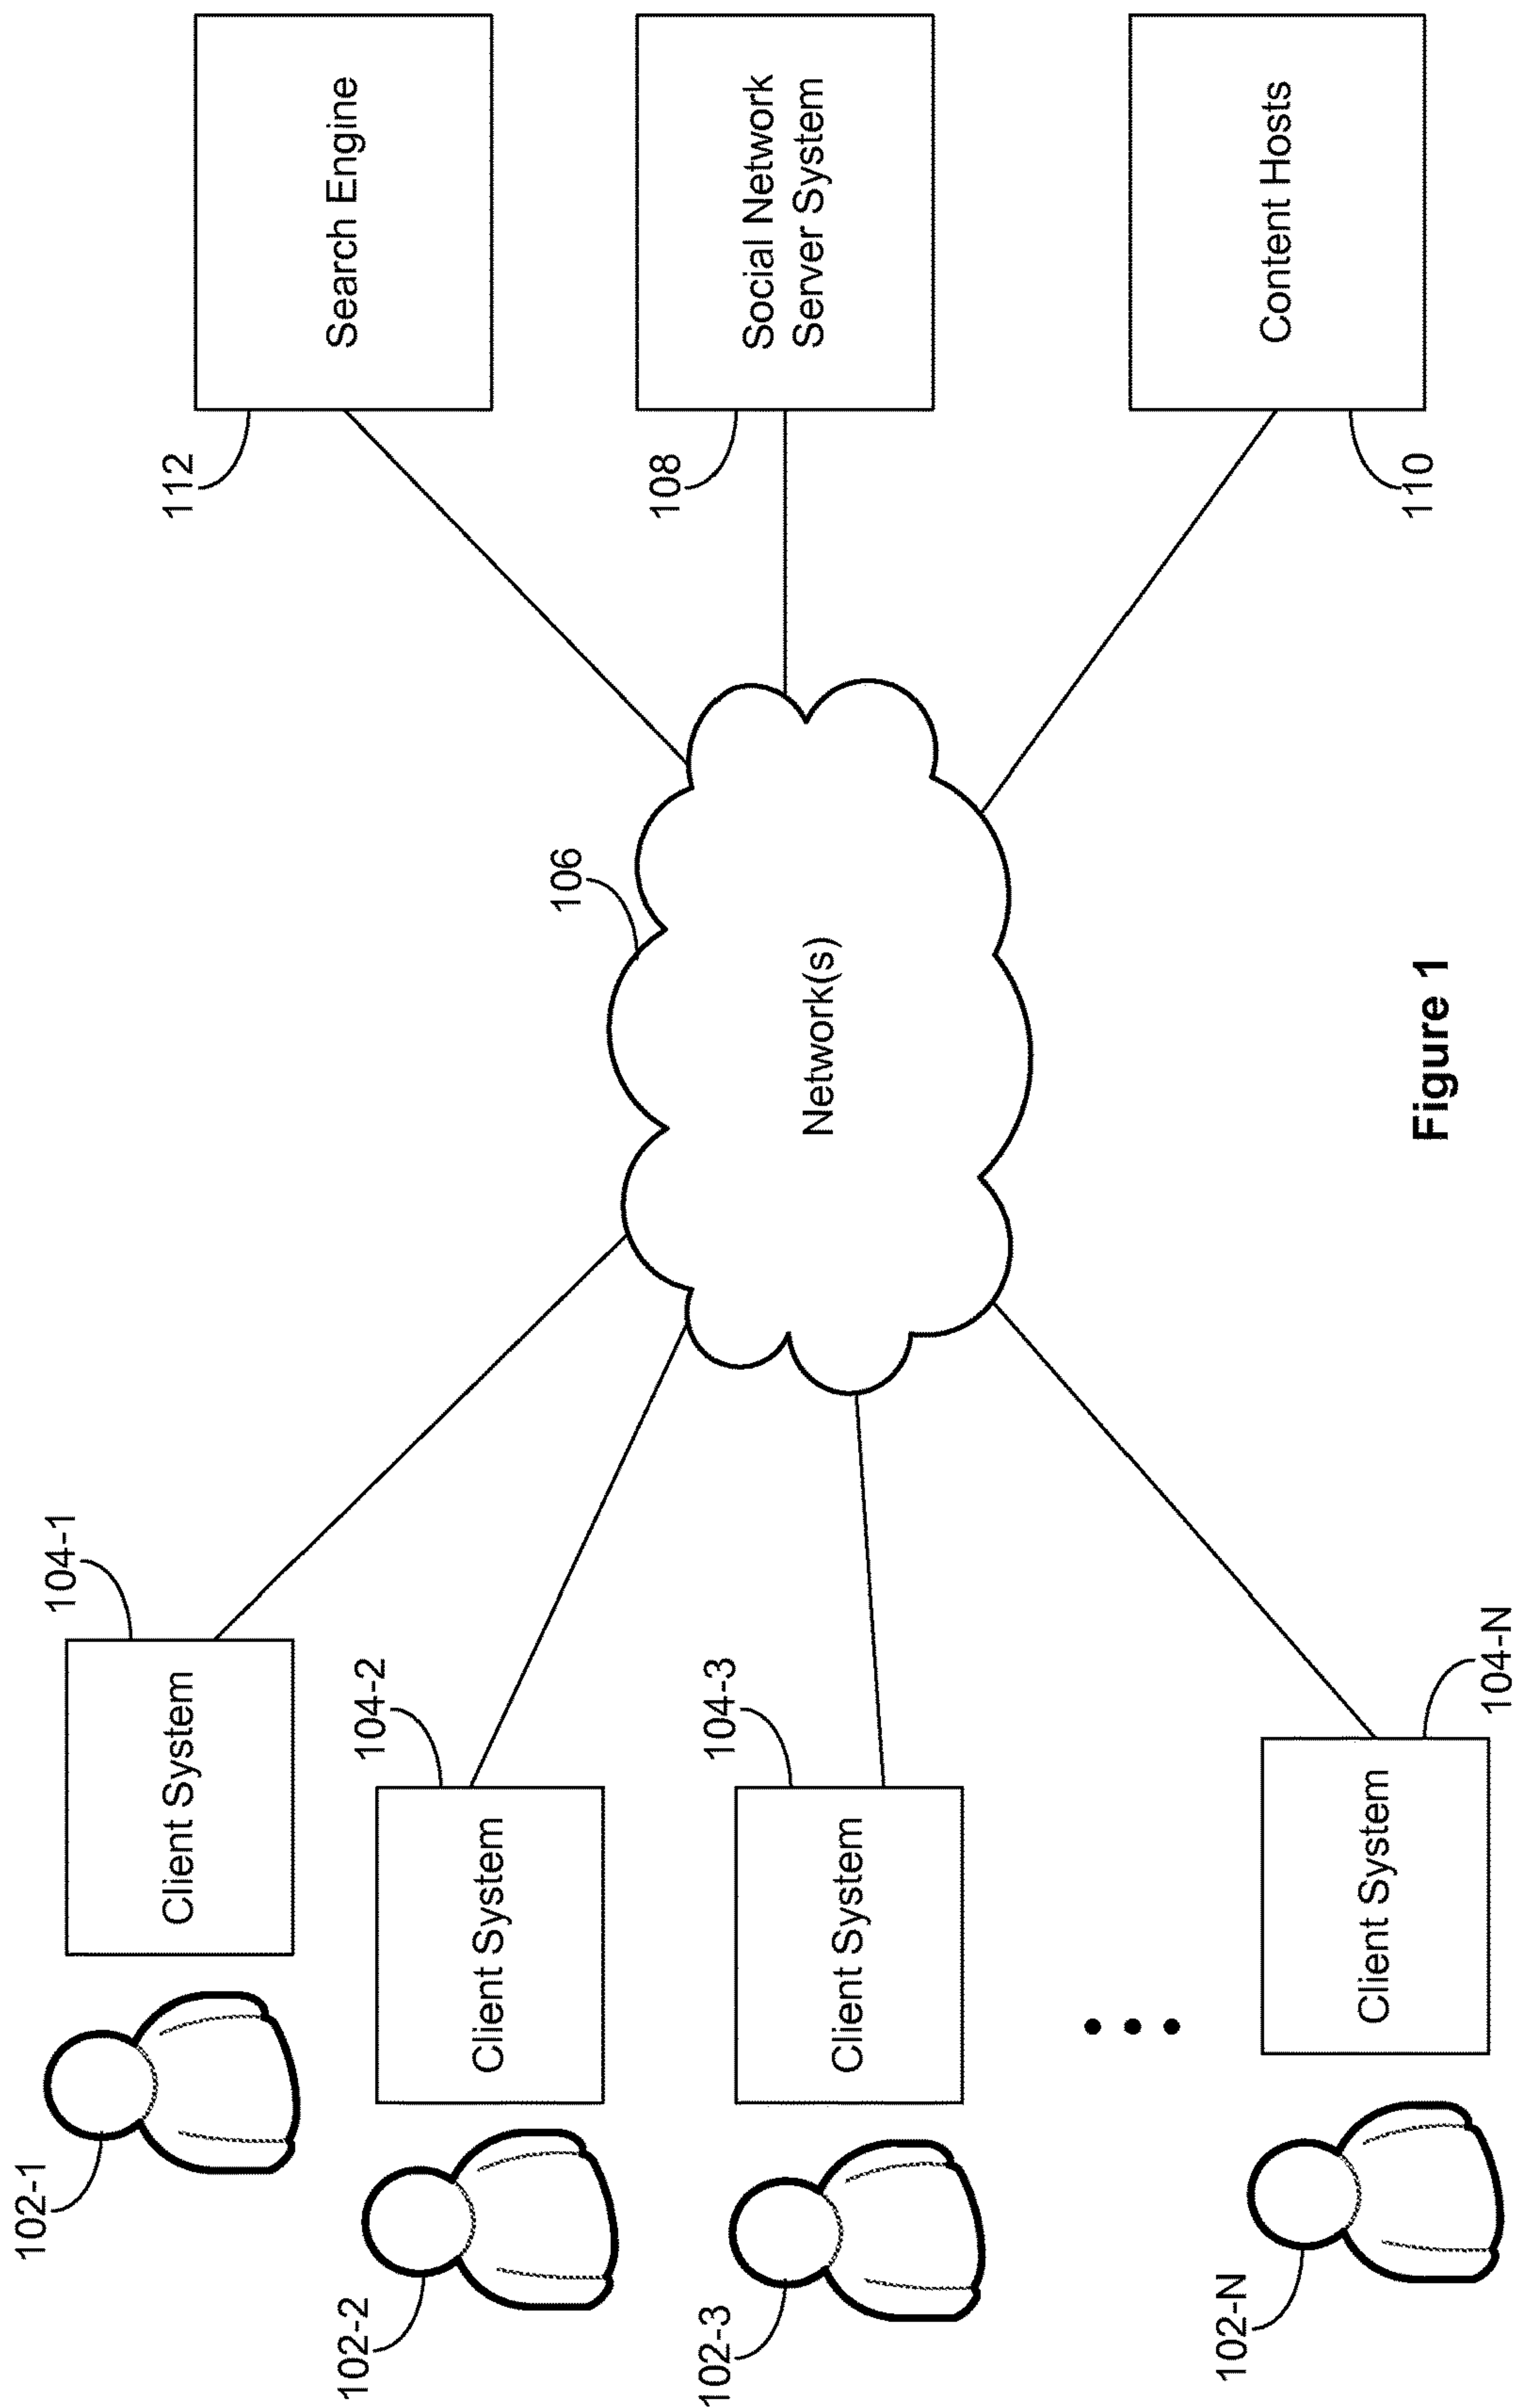 102-1
Client System
104-1
102-2
Client System
104-2
102-3
Client System
104-3
102-N
Client System
104-N
106
Network(s)
112
Search Engine
108
Social Network
Server System
110
Content Hosts
Figure 1